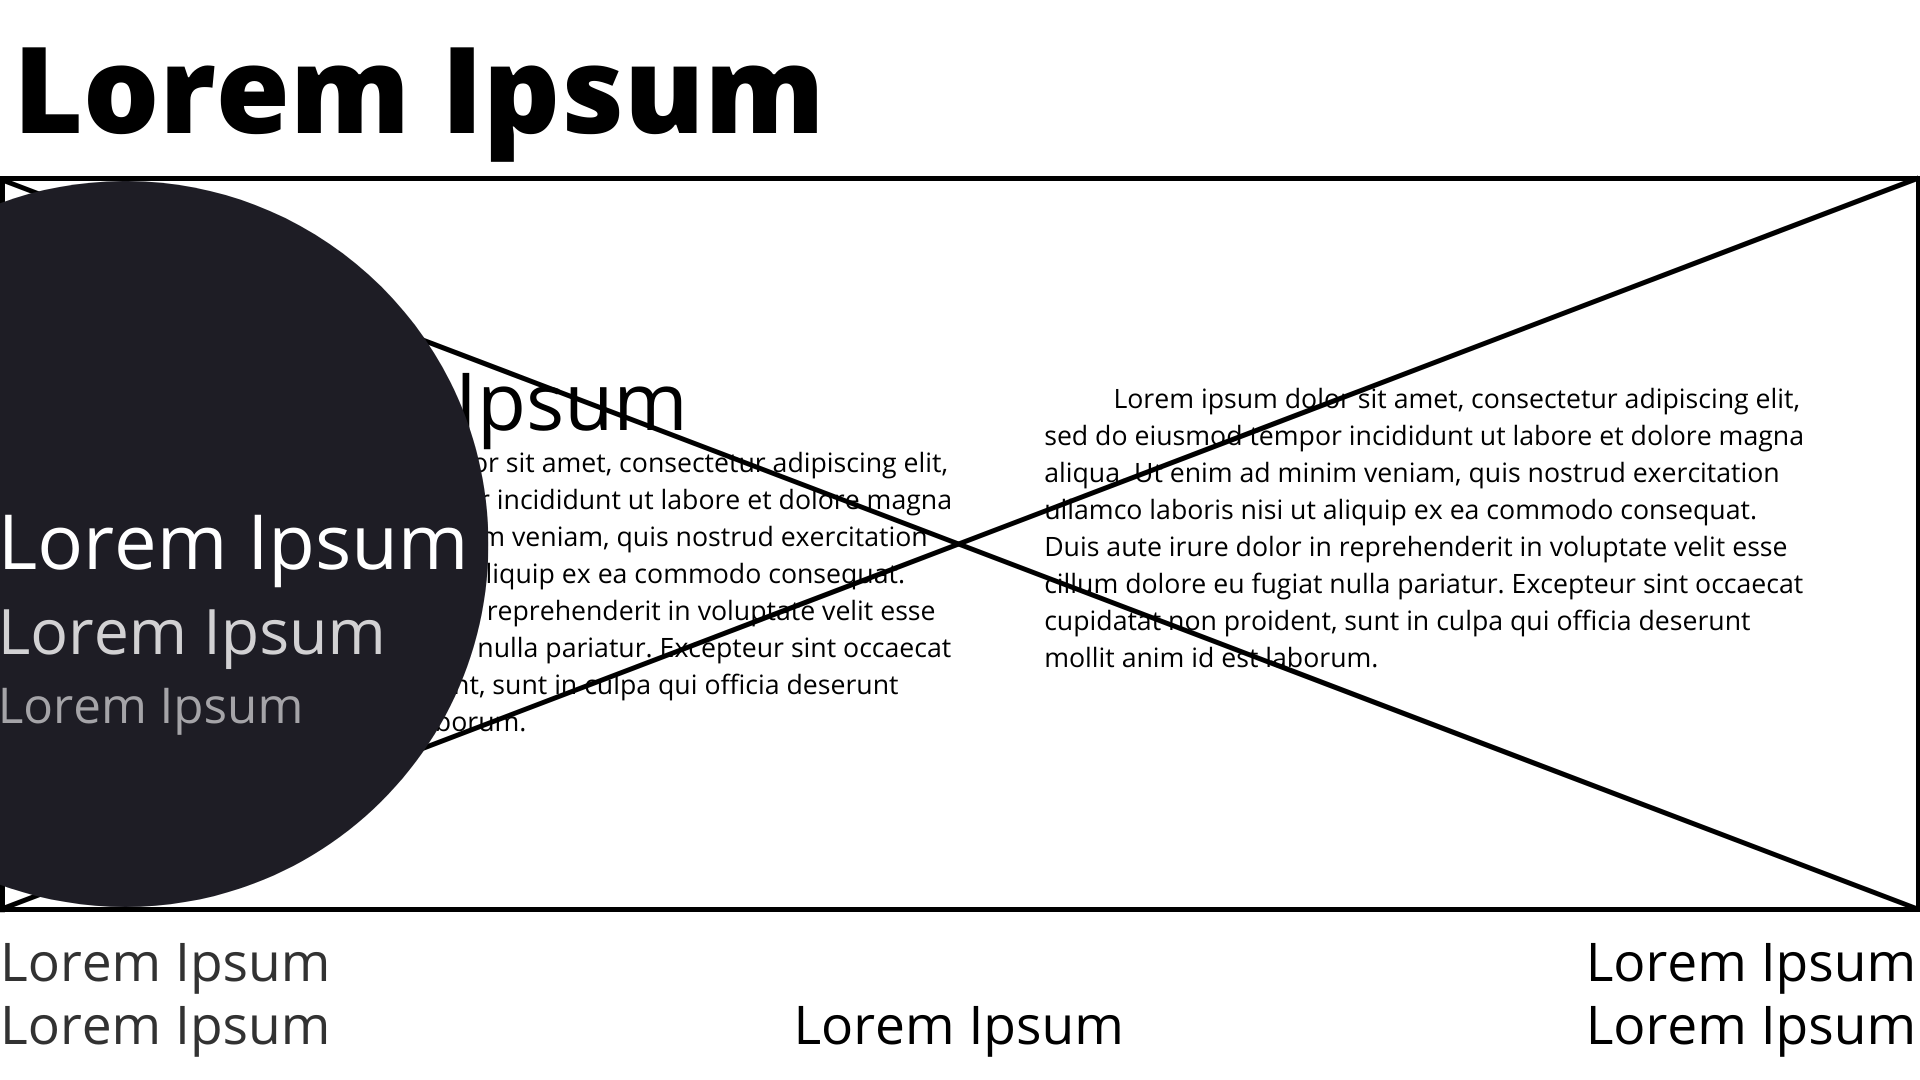 Lorem Ipsum
Lorem Ipsum
Lorem Ipsum
Lorem Ipsum
Ipsum
sit amet, consectetur adipiscing elit,
incididunt ut labore et dolore magna
veniam, quis nostrud exercitation
ex ea commodo consequat.
reprehenderit in voluptate velit esse
nulla pariatur. Excepteur sint occaecat
sunt in culpa qui officia deserunt
Lorem ipsum dolor sit amet, consectetur adipiscing elit,
sed do eiusmod tempor incididunt ut labore et dolore magna
aliqua. Ut enim ad minim veniam, quis nostrud exercitation
ullamco laboris nisi ut aliquip ex ea commodo consequat.
Duis aute irure dolor in reprehenderit in voluptate velit esse
cillum dolore eu fugiat nulla pariatur. Excepteur sint occaecat
cupidatat non proident, sunt in culpa qui officia deserunt
mollit anim id est laborum.
Lorem Ipsum
Lorem Ipsum
Lorem Ipsum
Lorem Ipsum
Lorem Ipsum